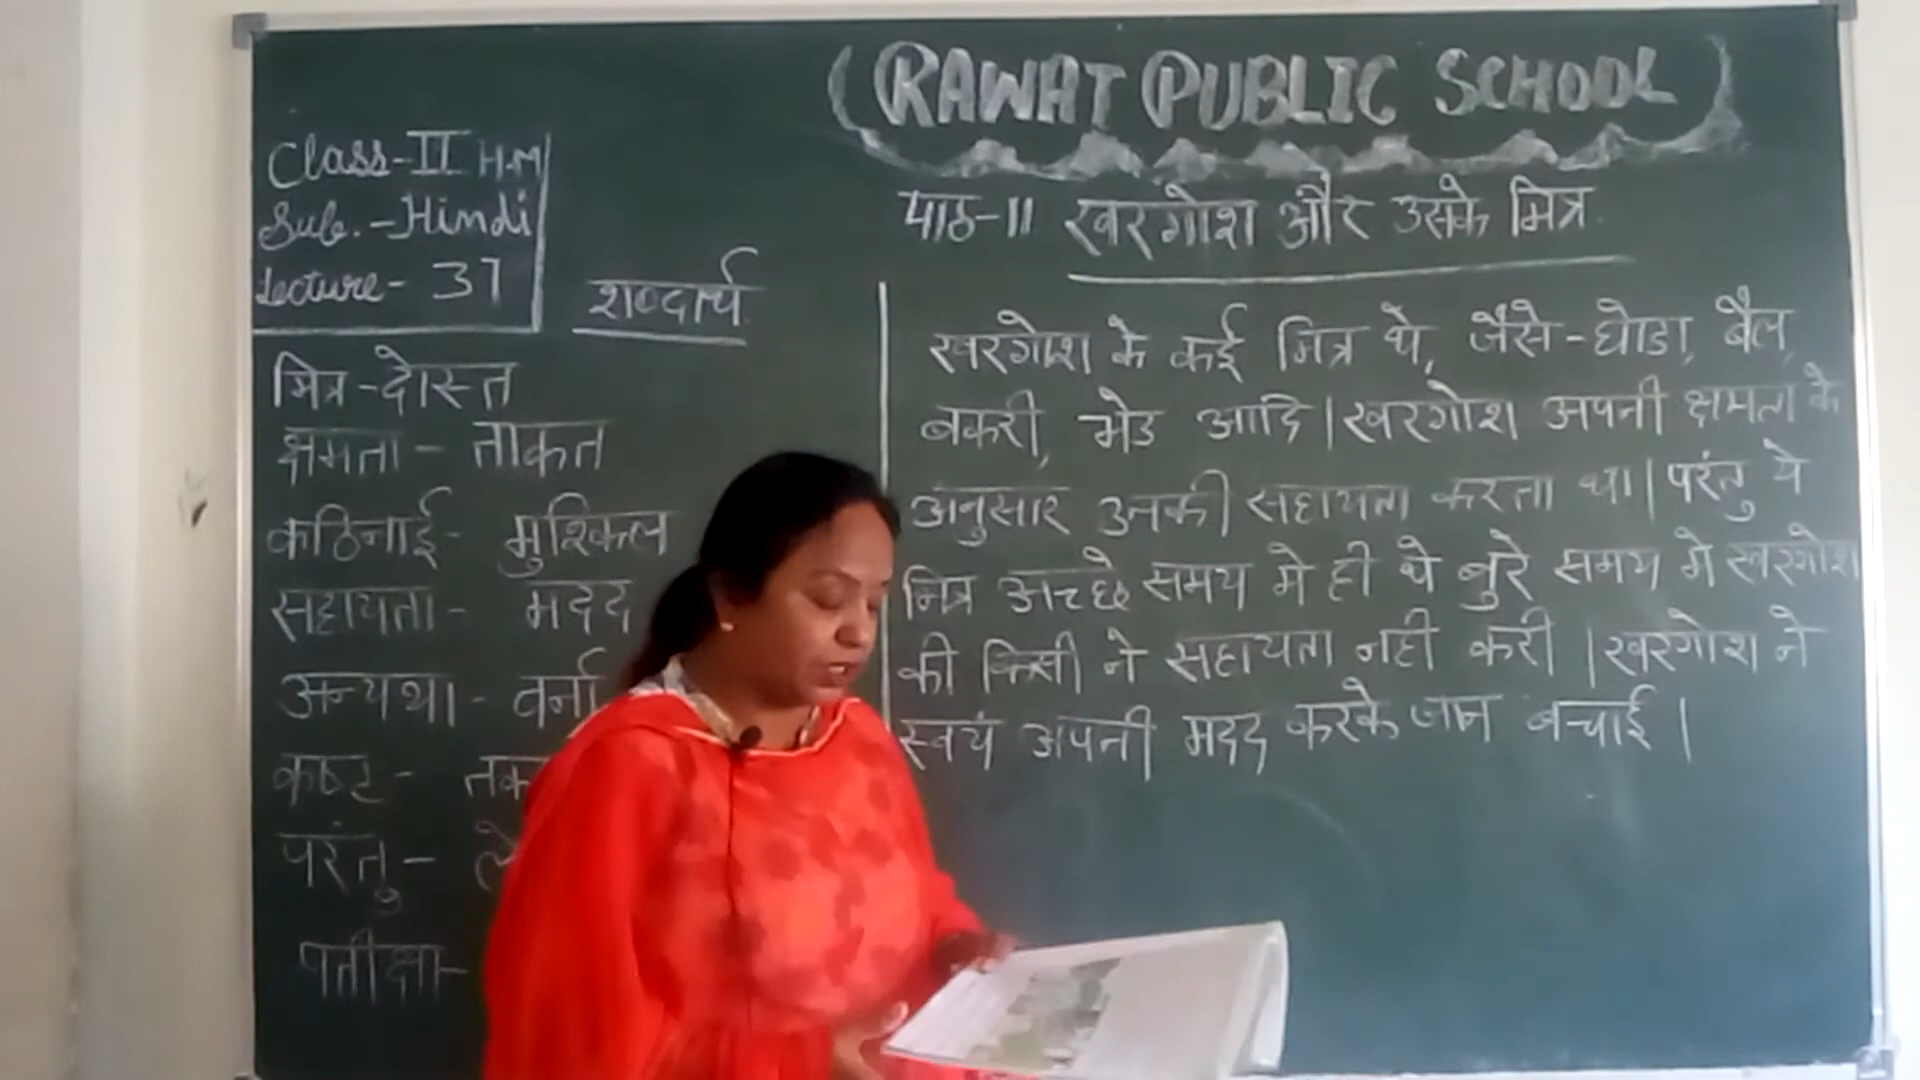 RAWAT PUBLIC SCHOOL
Class-II H.M
Sub.-Hindi
Lecture- 31
पाठ-11 खरगोश और उसके मित्र
शब्दार्थ
मित्र-दोस्त
क्षमता - ताकत
कठिनाई- मुश्किल
सहायता- मदद
अन्यथा- वर्ना
कष्ट-
परंतु-
पतीक्षा-
खरगोश के कई मित्र थे, जैसे-घोडा, बैल,
बकरी, भेड आदि | खरगोश अपनी क्षमता के
अनुसार उनकी सहायता करता था | परंतु ये
मित्र अच्छे समय मे ही थे बुरे समय मे खरगोश
की किसी ने सहायता नही करी | खरगोश ने
स्वयं अपनी मदद करके जान बचाई |